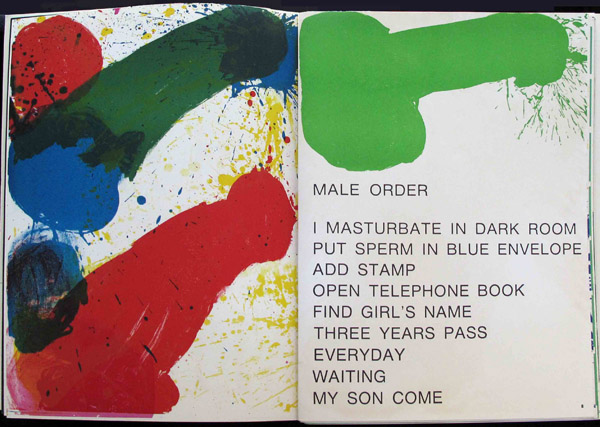 MALE ORDER
I MASTURBATE IN DARK ROOM
PUT SPERM IN BLUE ENVELOPE
ADD STAMP
OPEN TELEPHONE BOOK
FIND GIRL'S NAME
THREE YEARS PASS
EVERYDAY
WAITING
MY SON COME